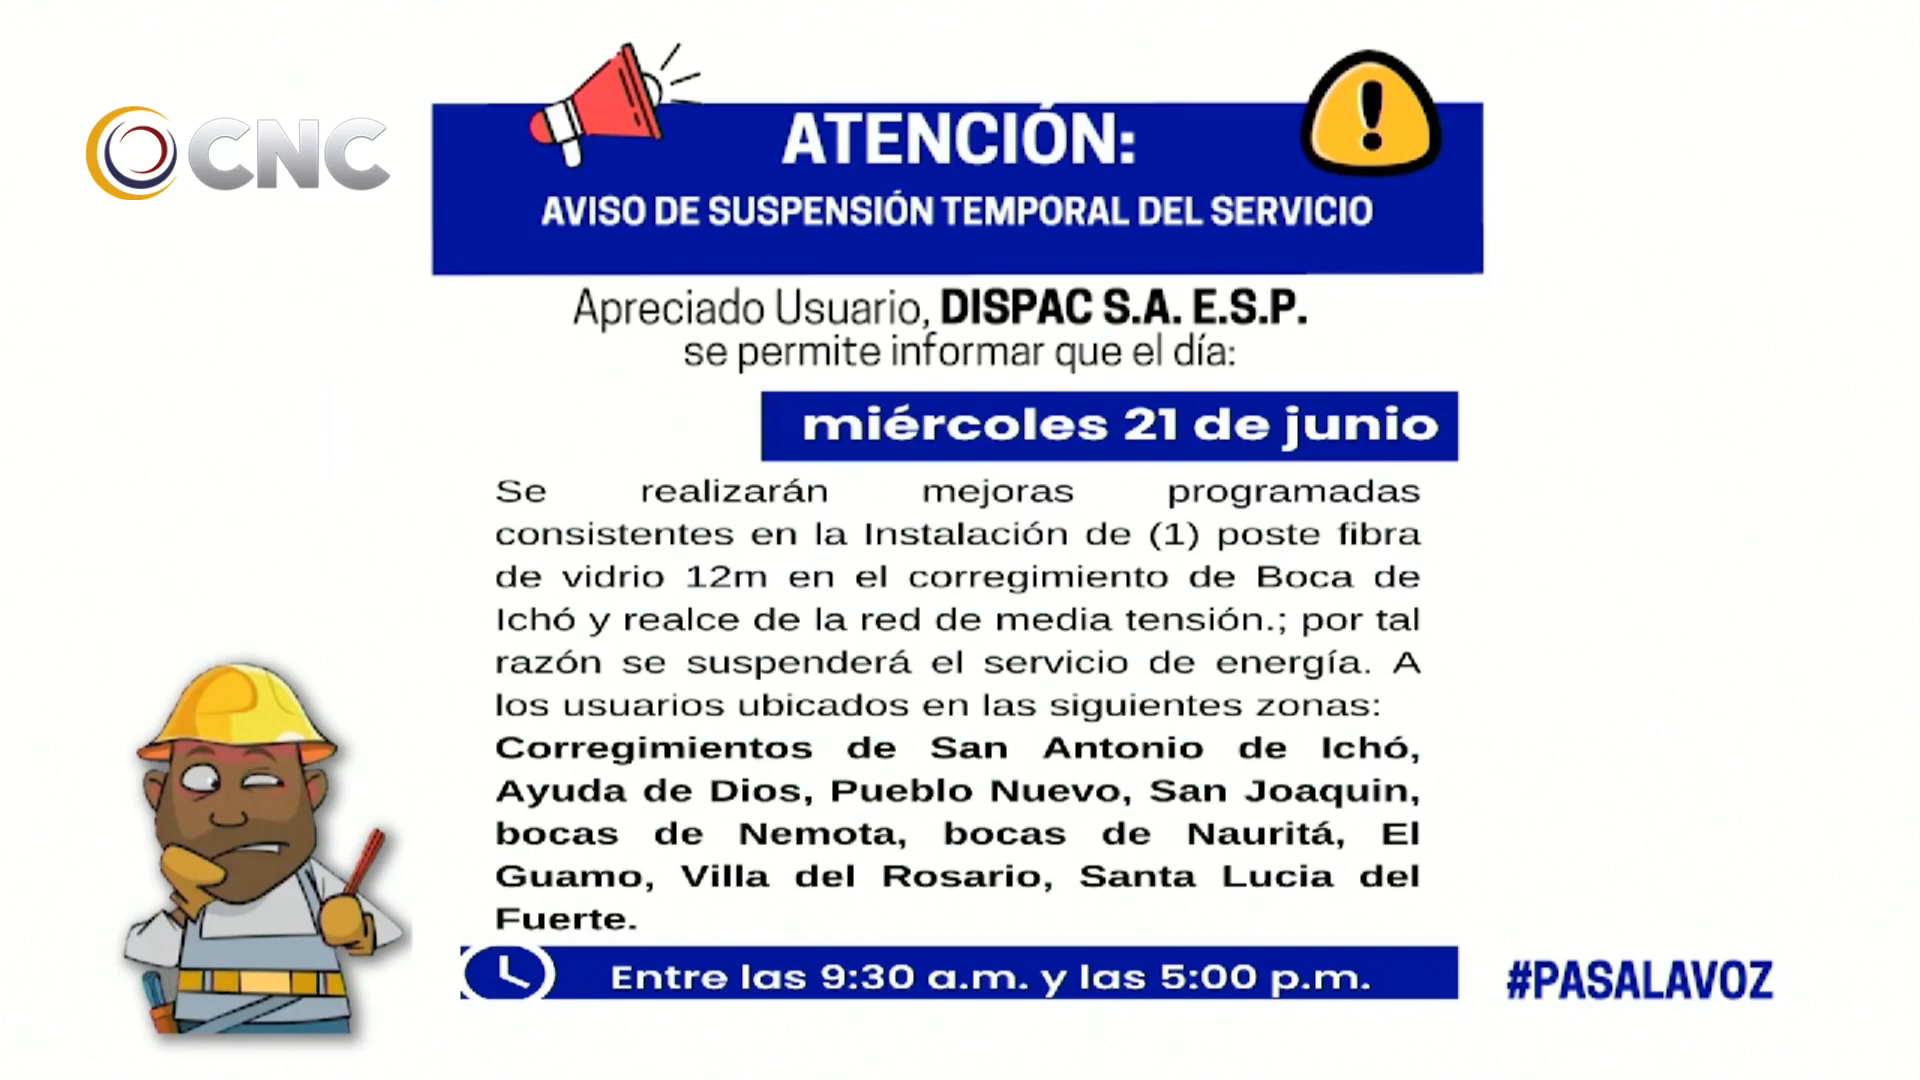 CNC
ATENCIÓN:
AVISO DE SUSPENSIÓN TEMPORAL DEL SERVICIO
Apreciado Usuario, DISPAC S.A. E.S.P.
se permite informar que el día:
miércoles 21 de junio
Se realizarán mejoras programadas
consistentes en la Instalación de (1) poste fibra
de vidrio 12m en el corregimiento de Boca de
Ichó y realce de la red de media tensión.; por tal
razón se suspenderá el servicio de energía. A
los usuarios ubicados en las siguientes zonas:
Corregimientos de San Antonio de Ichó,
Ayuda de Dios, Pueblo Nuevo, San Joaquin,
bocas de Nemota, bocas de Nauritá, El
Guamo, Villa del Rosario, Santa Lucia del
Fuerte.
Entre las 9:30 a.m. y las 5:00 p.m.
#PASALAVOZ